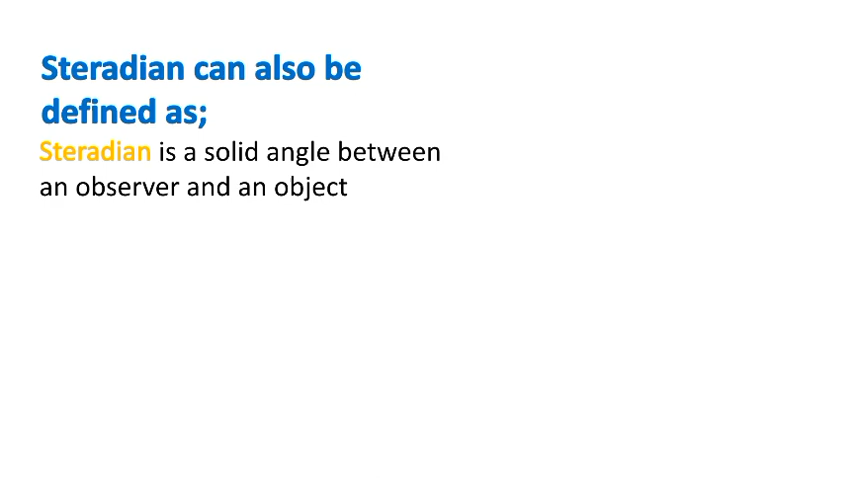 Steradian can also be
defined as;
Steradian is a solid angle between
an observer and an object